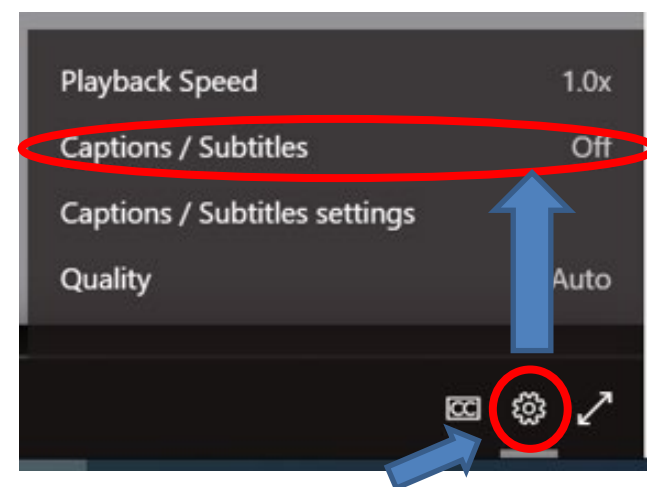 Playback Speed 1.0x
Captions / Subtitles Off
Captions / Subtitles settings
Quality Auto
CC